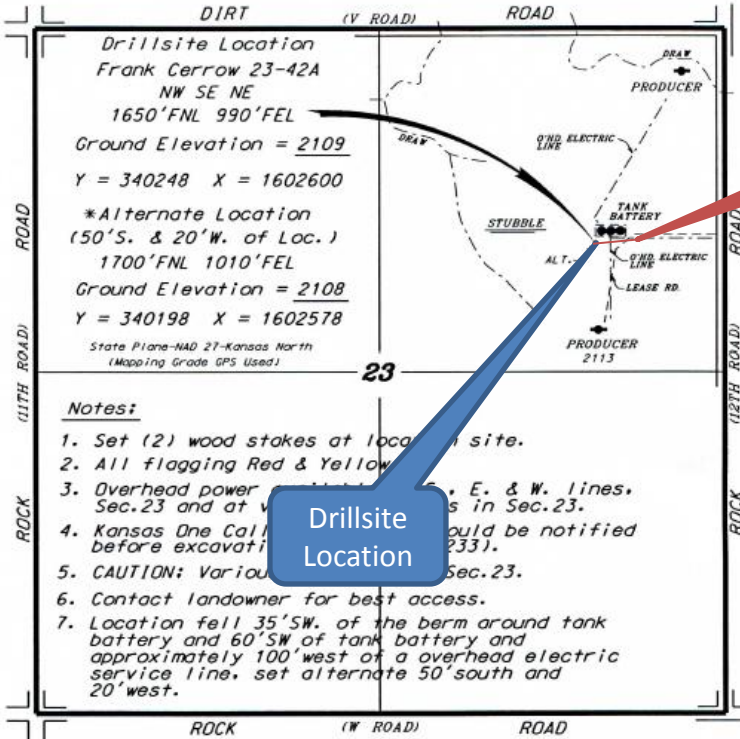 DIRT (V ROAD) ROAD
Drillsite Location
Frank Cerrow 23-42A
NW SE NE
1650'FNL 990'FEL
Ground Elevation = 2109
Y = 340248 X = 1602600
*Alternate Location
(50'S. & 20'W. of Loc.)
1700'FNL 1010'FEL
Ground Elevation = 2108
Y = 340198 X = 1602578
State Plane-NAD 27-Kansas North
(Mapping Grade GPS Used)
DRAW
PRODUCER
O'HD. ELECTRIC
LINE
DRAW
STUBBLE
TANK
BATTERY
ALT.
O'HD. ELECTRIC
LINE
LEASE RD.
PRODUCER
2113
23
ROAD
(11TH ROAD)
ROCK
ROAD
(12TH ROAD)
ROCK
Notes:
1. Set (2) wood stakes at site.
2. All flagging Red & Yellow
3. Overhead power E. & W. lines,
Sec.23 and at in Sec.23.
4. Kansas One Call be notified
before 233).
5. CAUTION: Sec.23.
6. Contact landowner for best access.
7. Location fell 35'SW. of the berm around tank
battery and 60'SW of tank battery and
approximately 100'west of a overhead electric
service line, set alternate 50'south and
20'west.
Drillsite
Location
ROCK (W ROAD) ROAD